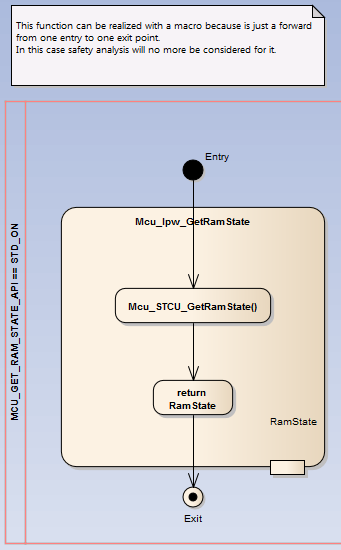 This function can be realized with a macro because is just a forward
from one entry to one exit point.
In this case safety analysis will no more be considered for it.
MCU_GET_RAM_STATE_API == STD_ON
Entry
Mcu_Ipw_GetRamState
Mcu_STCU_GetRamState()
return
RamState
RamState
Exit